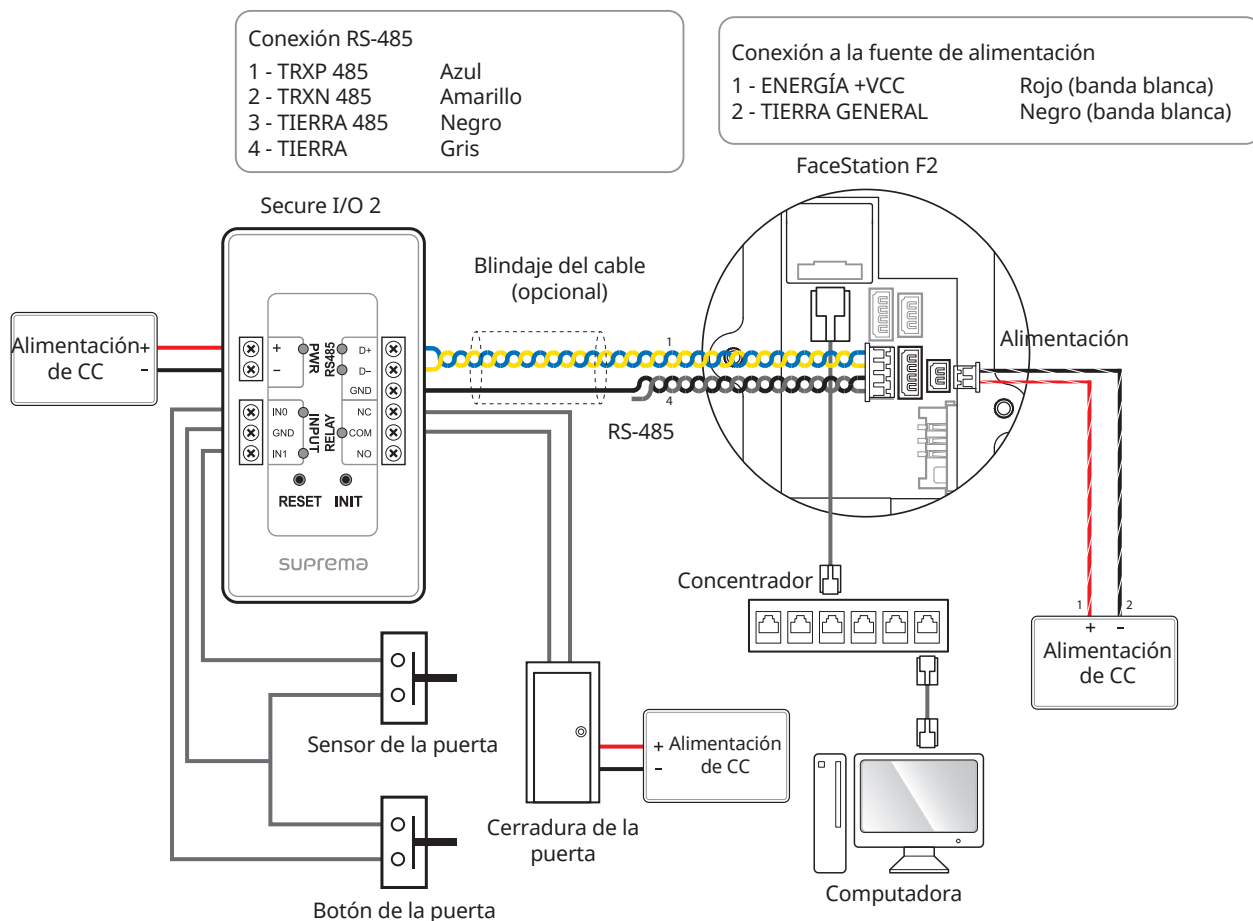 Conexión RS-485
1 - TRXP 485 Azul
2 - TRXN 485 Amarillo
3 - TIERRA 485 Negro
4 - TIERRA Gris
Conexión a la fuente de alimentación
1 - ENERGÍA +VCC Rojo (banda blanca)
2 - TIERRA GENERAL Negro (banda blanca)
FaceStation F2
Secure I/O 2
Blindaje del cable
(opcional)
Alimentación
de CC
+
-
+
-
PWR
RS485
D+
D-
GND
IN0
GND
IN1
INPUT
RELAY
NC
COM
NO
RESET INIT
suprema
1
4
RS-485
Alimentación
Concentrador
1 2
+ -
Alimentación
de CC
Sensor de la puerta
Botón de la puerta
Cerradura de la
puerta
+
-
Alimentación
de CC
Computadora